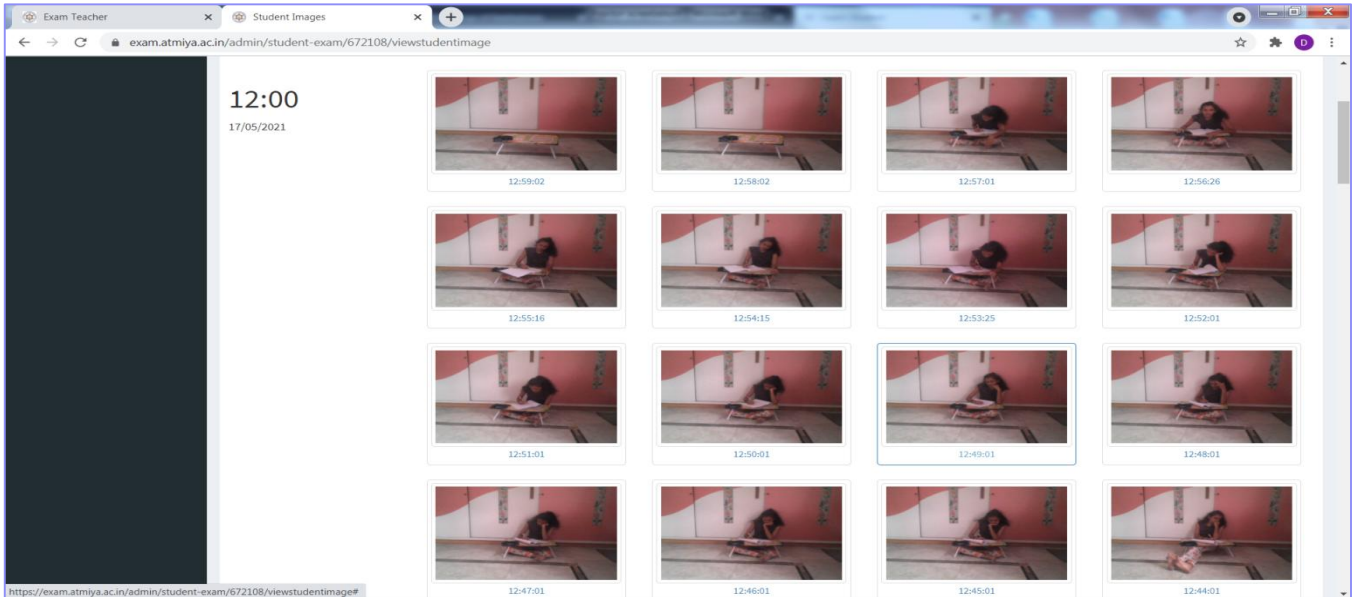 Exam Teacher
Student Images
exam.atmiya.ac.in/admin/student-exam/672108/viewstudentimage
D
12:00
17/05/2021
12:59:02 12:58:02 12:57:01 12:56:26
12:55:16 12:54:15 12:53:25 12:52:01
12:51:01 12:50:01 12:49:01 12:48:01
12:47:01 12:46:01 12:45:01 12:44:01
https://exam.atmiya.ac.in/admin/student-exam/672108/viewstudentimage#